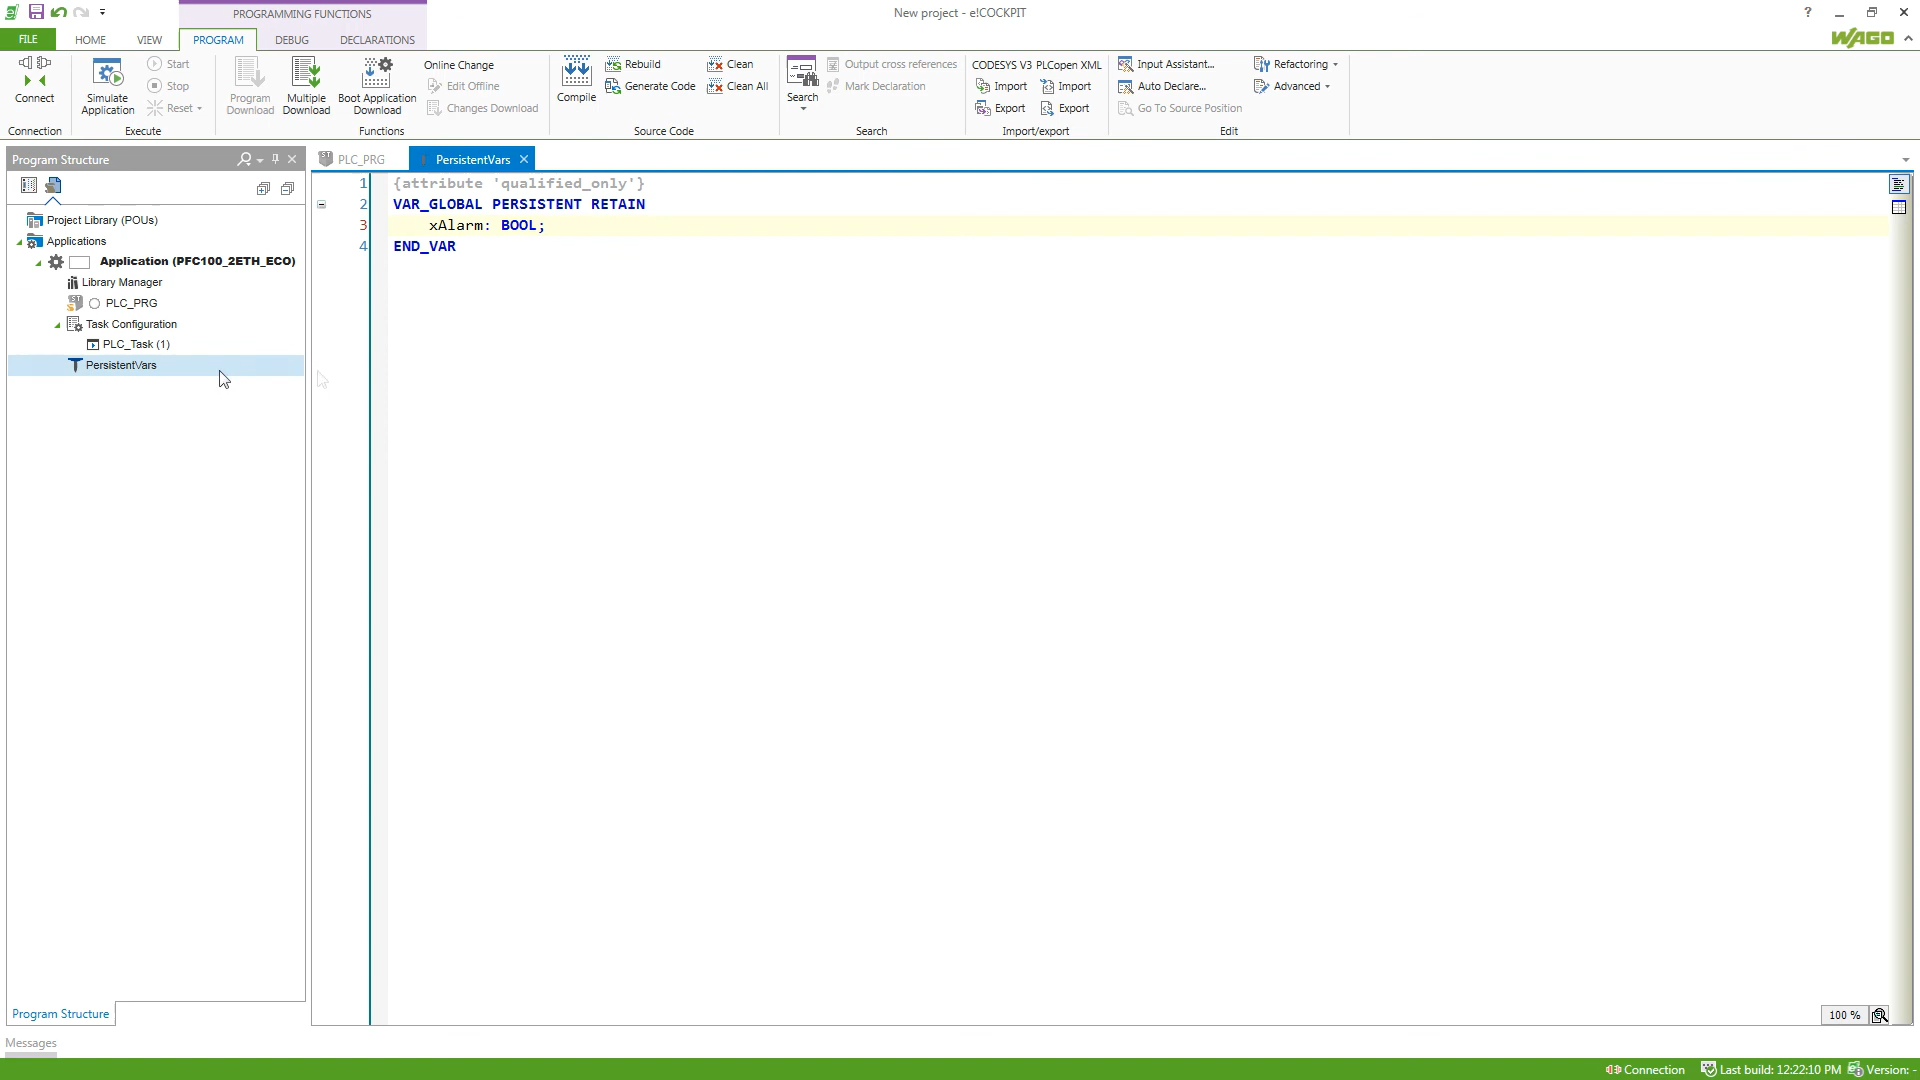 PROGRAMMING FUNCTIONS
New project - e!COCKPIT
?
FILE HOME VIEW PROGRAM DEBUG DECLARATIONS
WAGO
Connect
Connection
Simulate Application
Start
Stop
Reset
Execute
Program Download
Multiple Download
Boot Application Download
Online Change
Edit Offline
Changes Download
Functions
Compile
Rebuild
Generate Code
Clean
Clean All
Source Code
Search
Output cross references
Mark Declaration
Search
CODESYS V3 PLCopen XML
Import Import
Export Export
Import/export
Input Assistant...
Auto Declare...
Go To Source Position
Refactoring
Advanced
Edit
Program Structure
Project Library (POUs)
Applications
Application (PFC100_2ETH_ECO)
Library Manager
PLC_PRG
Task Configuration
PLC_Task (1)
PersistentVars
Program Structure
PLC_PRG PersistentVars
1 {attribute 'qualified_only'}
2 VAR_GLOBAL PERSISTENT RETAIN
3 xAlarm: BOOL;
4 END_VAR
100 %
Messages
Connection Last build: 12:22:10 PM Version: -